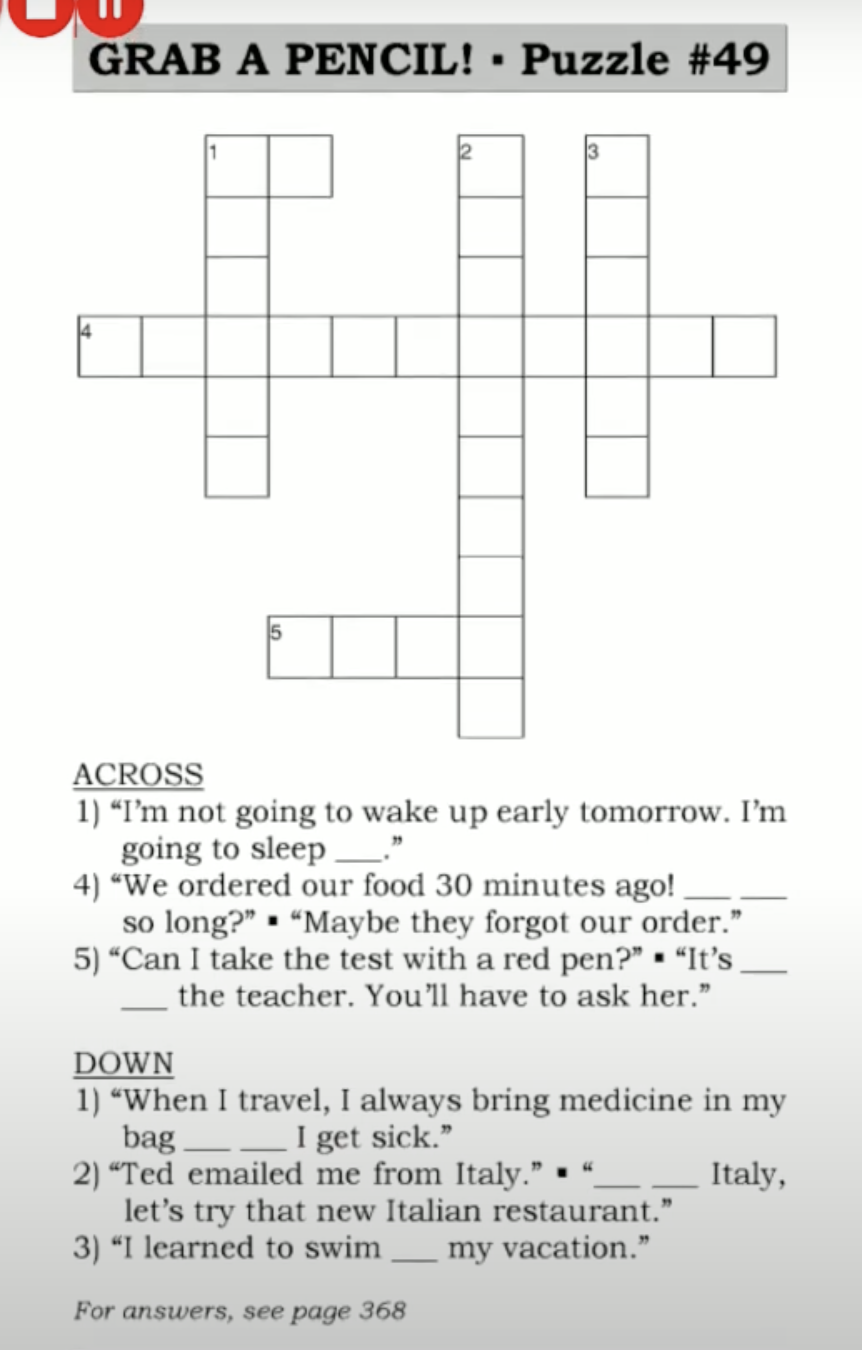 GRAB A PENCIL! ▪ Puzzle #49
1
2
3
4
5
ACROSS
1) “I’m not going to wake up early tomorrow. I’m
going to sleep ___.”
4) “We ordered our food 30 minutes ago! ___ ___
so long?” ▪ “Maybe they forgot our order.”
5) “Can I take the test with a red pen?” ▪ “It’s ___
___ the teacher. You’ll have to ask her.”
DOWN
1) “When I travel, I always bring medicine in my
bag ___ ___ I get sick.”
2) “Ted emailed me from Italy.” ▪ “___ ___ Italy,
let’s try that new Italian restaurant.”
3) “I learned to swim ___ my vacation.”
For answers, see page 368